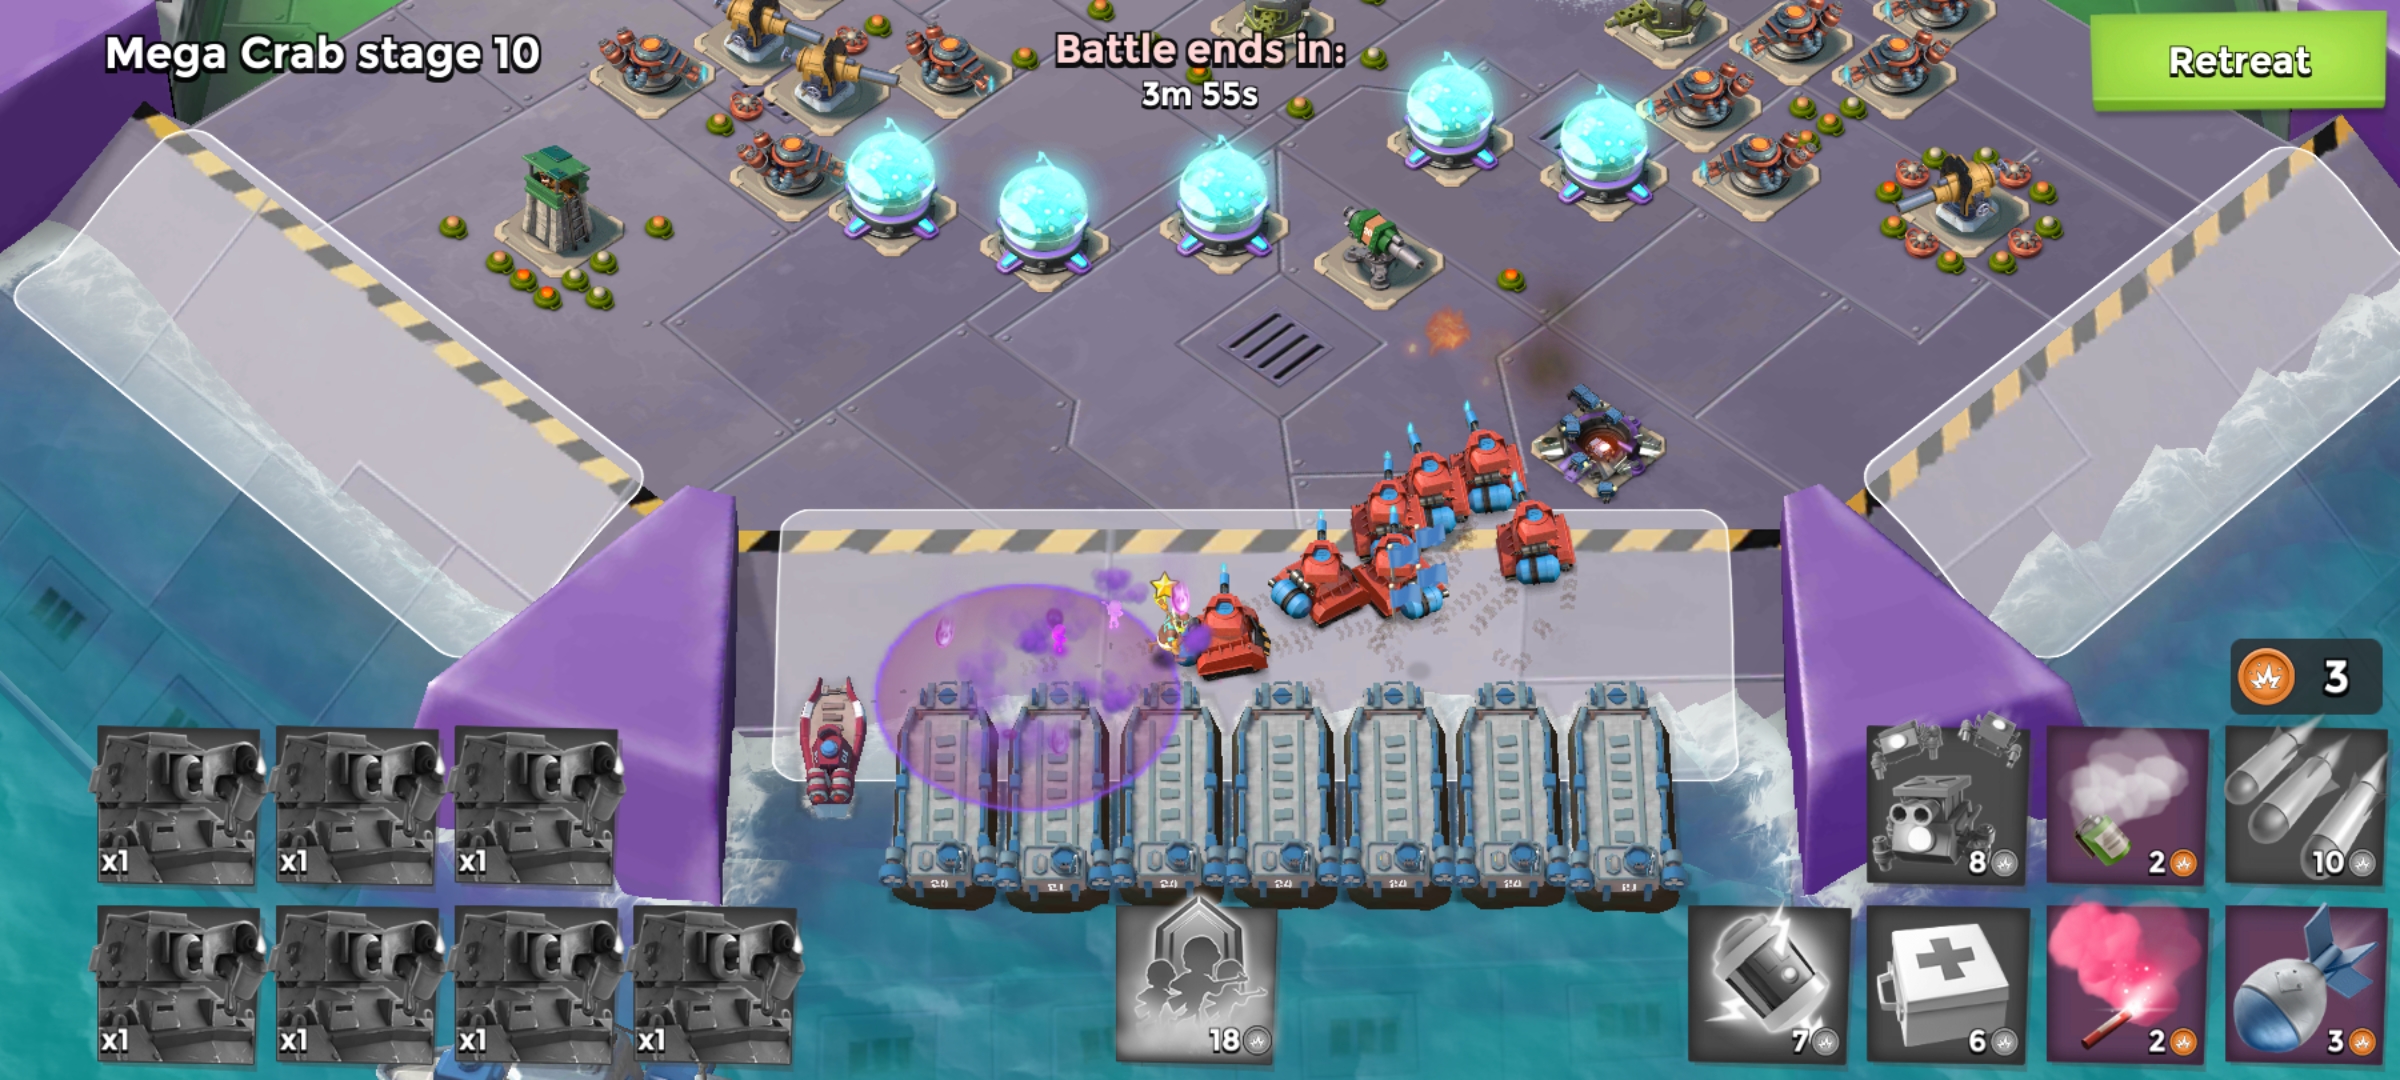 Mega Crab stage 10
Battle ends in:
3m 55s
Retreat
3
x1
x1
x1
8
2
10
x1
x1
x1
x1
18
7
6
2
3